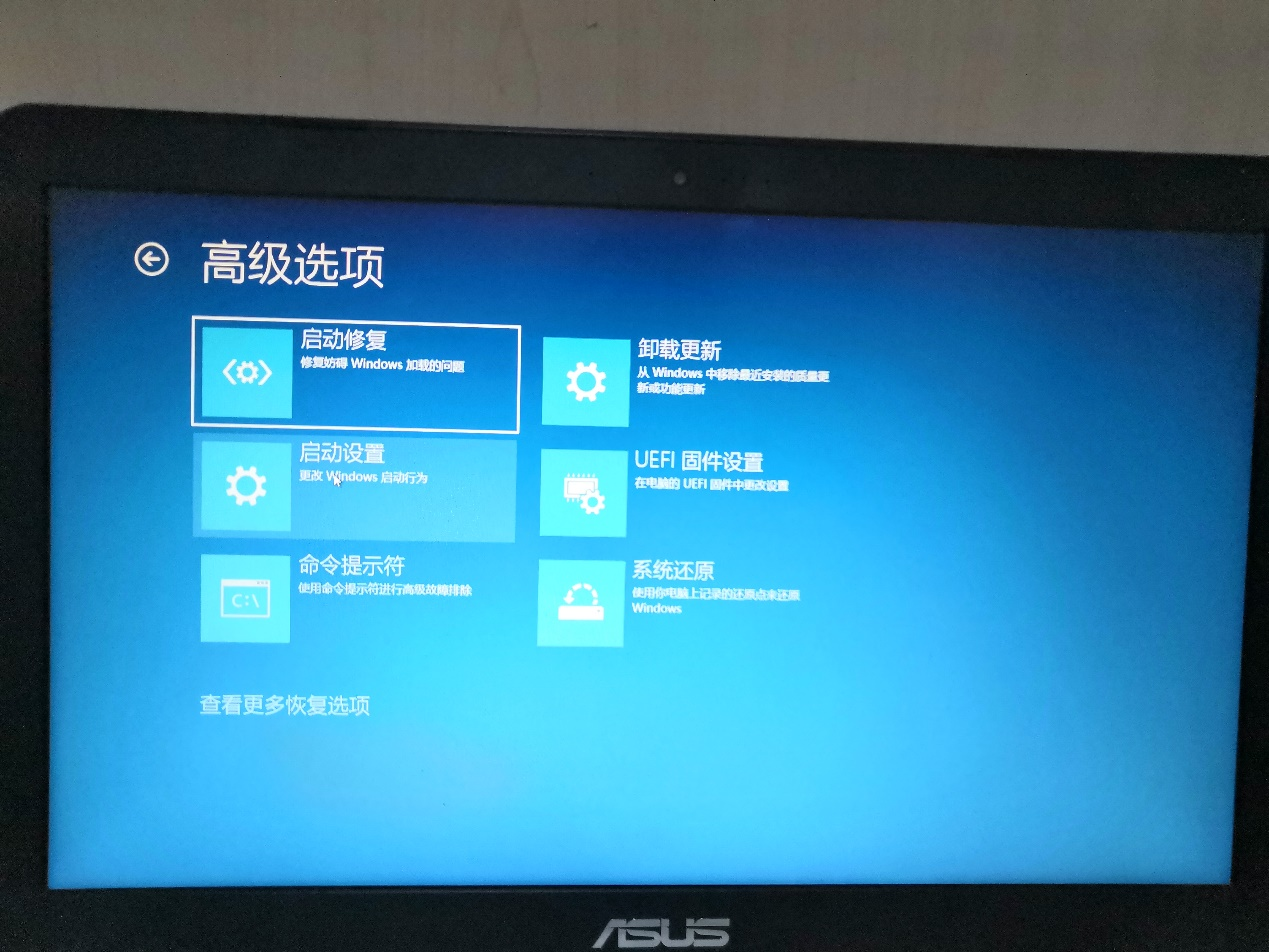 高级选项
启动修复
修复妨碍 Windows 加载的问题
卸载更新
从 Windows 中移除最近安装的质量更
新或功能更新
启动设置
更改 Windows 启动行为
UEFI 固件设置
在电脑的 UEFI 固件中更改设置
命令提示符
使用命令提示符进行高级故障排除
C:\
系统还原
使用你电脑上记录的还原点来还原
Windows
查看更多恢复选项
ASUS